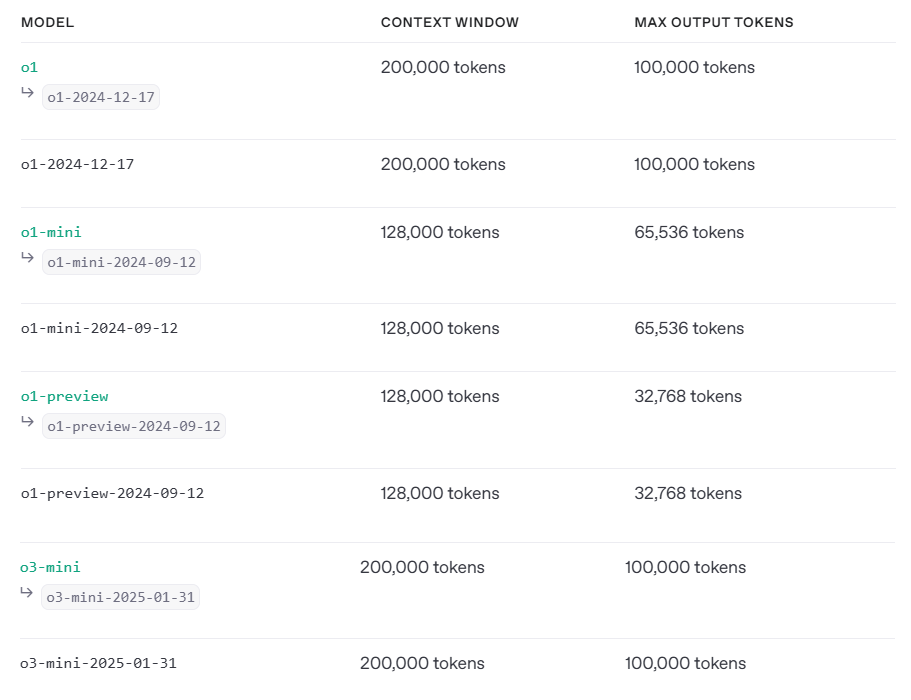 MODEL CONTEXT WINDOW MAX OUTPUT TOKENS
o1 200,000 tokens 100,000 tokens
↳ o1-2024-12-17
o1-2024-12-17 200,000 tokens 100,000 tokens
o1-mini 128,000 tokens 65,536 tokens
↳ o1-mini-2024-09-12
o1-mini-2024-09-12 128,000 tokens 65,536 tokens
o1-preview 128,000 tokens 32,768 tokens
↳ o1-preview-2024-09-12
o1-preview-2024-09-12 128,000 tokens 32,768 tokens
o3-mini 200,000 tokens 100,000 tokens
↳ o3-mini-2025-01-31
o3-mini-2025-01-31 200,000 tokens 100,000 tokens